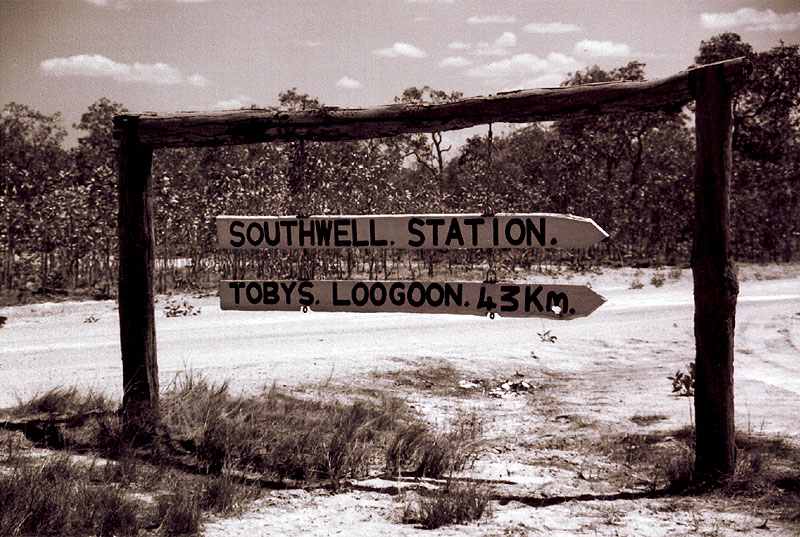 SOUTHWELL. STATION.
TOBYS. LOOGOON. 43KM.